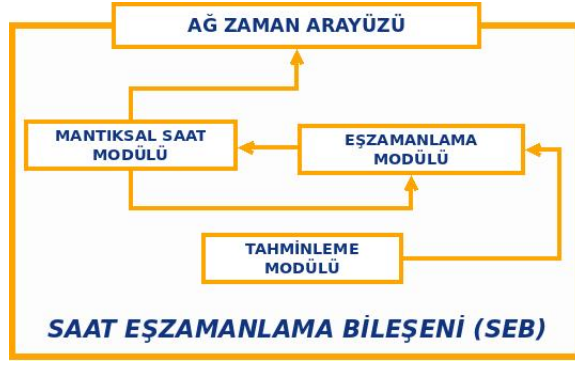 AĞ ZAMAN ARAYÜZÜ
MANTIKSAL SAAT
MODÜLÜ
EŞZAMANLAMA
MODÜLÜ
TAHMİNLEME
MODÜLÜ
SAAT EŞZAMANLAMA BİLEŞENİ (SEB)